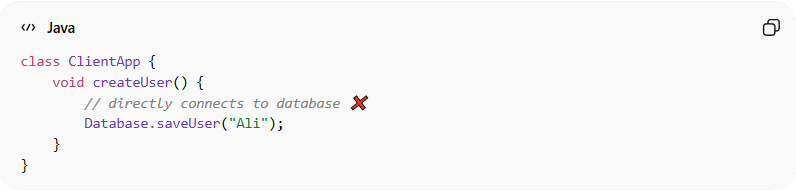 </> Java
class ClientApp {
    void createUser() {
        // directly connects to database ❌
        Database.saveUser("Ali");
    }
}